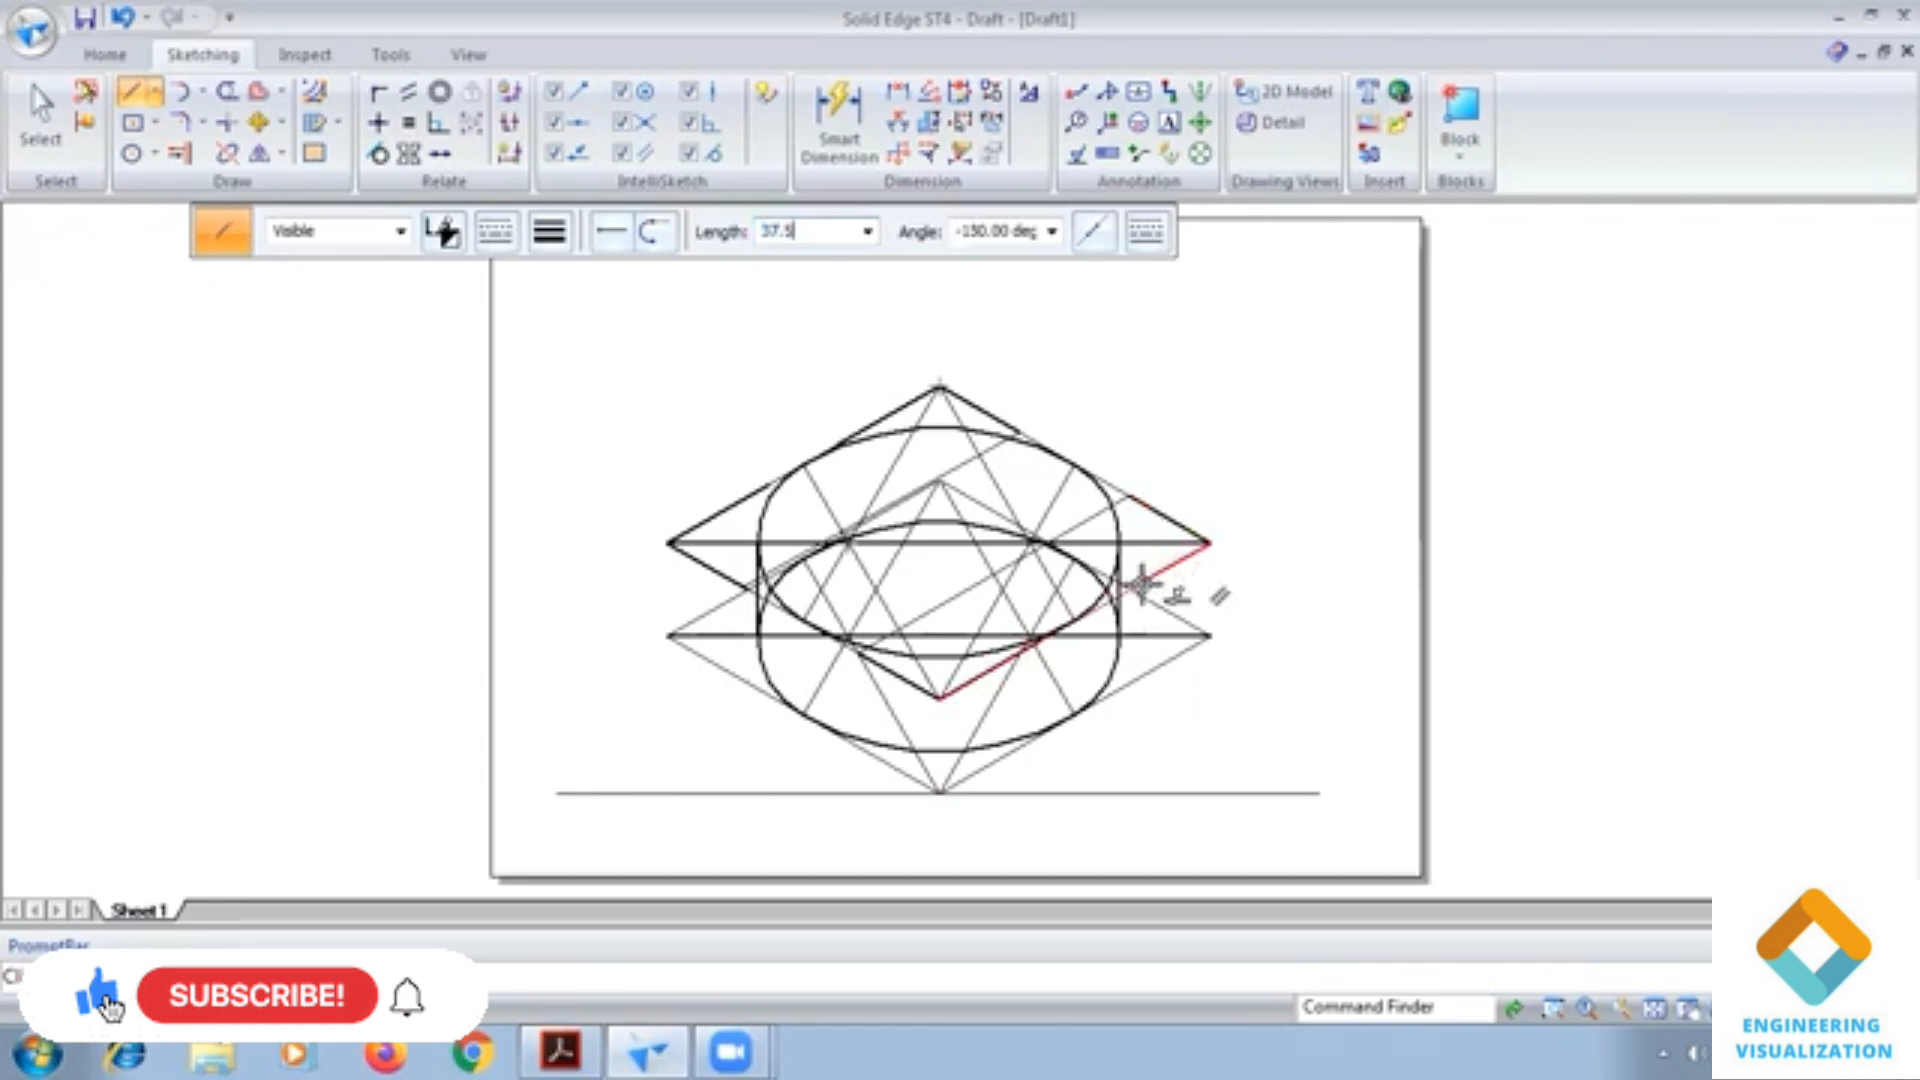 Solid Edge ST4 - Draft - [Draft1]
Home Sketching Inspect Tools View
Select
Smart
Dimension
2D Model
Detail
Block
Select Draw Relate IntelliSketch Dimension Annotation Drawing Views Insert Blocks
Visible Length: 37.5 Angle: -150.00 deg
Sheet1
PromptBar
SUBSCRIBE!
Command Finder
ENGINEERING
VISUALIZATION